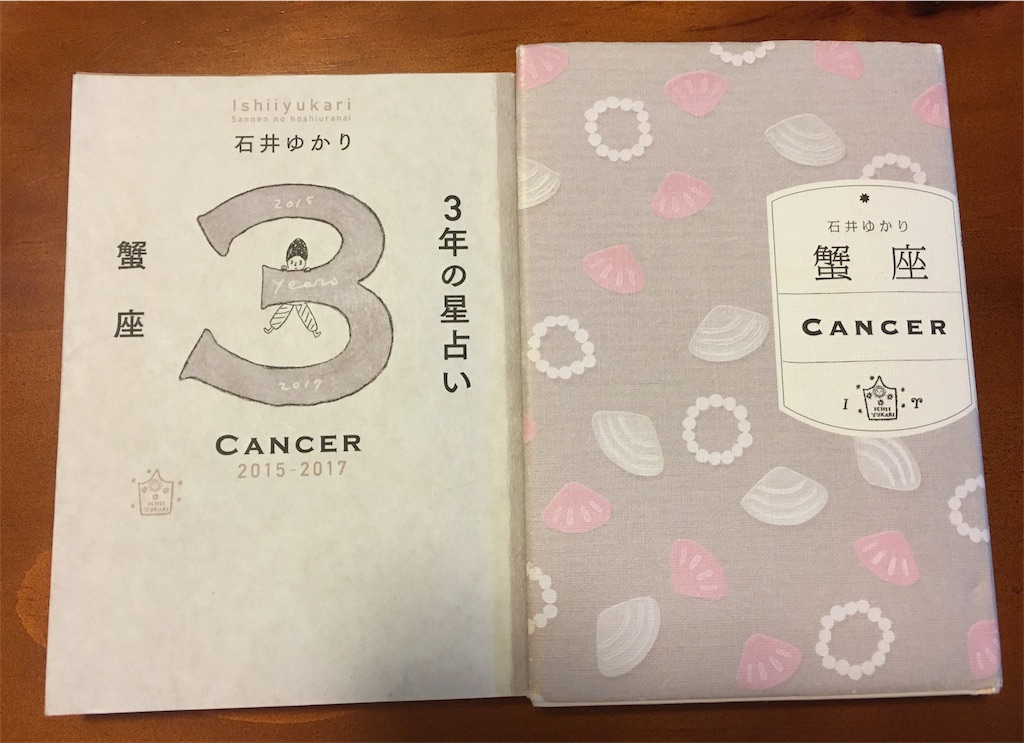 Ishiiyukari
Sannen no hoshiuranai
石井ゆかり
3年の星占い
2015
years
2017
蟹座
CANCER
2015-2017
ISHII
YUKARI
石井ゆかり
蟹座
CANCER
I
ISHII
YUKARI
♈